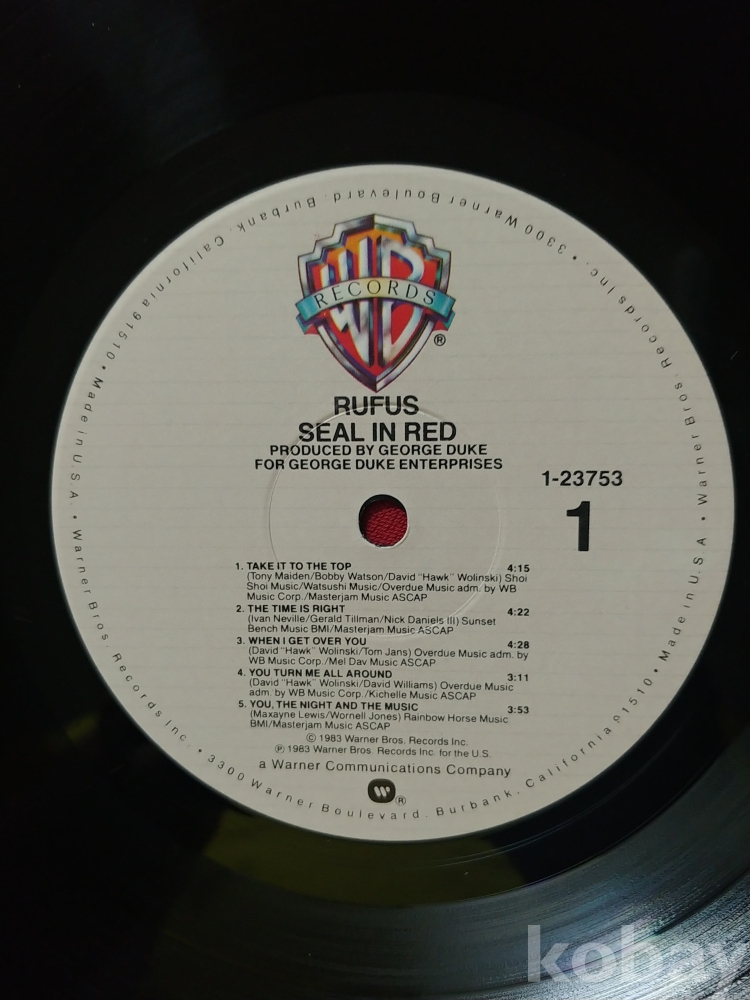 WB
RECORDS
®
RUFUS
SEAL IN RED
PRODUCED BY GEORGE DUKE
FOR GEORGE DUKE ENTERPRISES
1-23753
1
1. TAKE IT TO THE TOP 4:15
(Tony Maiden/Bobby Watson/David "Hawk" Wolinski) Shoi
Shoi Music/Watsushi Music/Overdue Music adm. by WB
Music Corp./Masterjam Music ASCAP
2. THE TIME IS RIGHT 4:22
(Ivan Neville/Gerald Tillman/Nick Daniels III) Sunset
Bench Music BMI/Masterjam Music ASCAP
3. WHEN I GET OVER YOU 4:28
(David "Hawk" Wolinski/Tom Jans) Overdue Music adm. by
WB Music Corp./Mel Dav Music ASCAP
4. YOU TURN ME ALL AROUND 3:11
(David "Hawk" Wolinski/David Williams) Overdue Music
adm. by WB Music Corp./Kichelle Music ASCAP
5. YOU, THE NIGHT AND THE MUSIC 3:53
(Maxayne Lewis/Wornell Jones) Rainbow Horse Music
BMI/Masterjam Music ASCAP
© 1983 Warner Bros. Records Inc.
℗ 1983 Warner Bros. Records Inc. for the U.S.
a Warner Communications Company
®
Warner Bros. Records Inc. • 3300 Warner Boulevard, Burbank, California 91510 • Made in U.S.A. •
Warner Bros. Records Inc. • 3300 Warner Boulevard, Burbank, California 91510 • Made in U.S.A. •
kobay